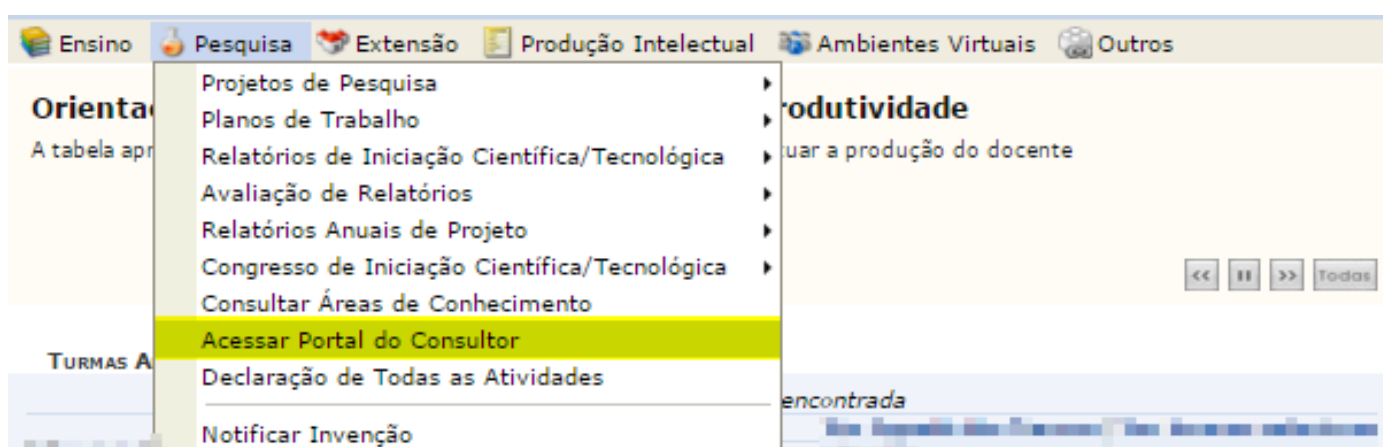 Ensino Pesquisa Extensão Produção Intelectual Ambientes Virtuais Outros
Projetos de Pesquisa
Planos de Trabalho
Relatórios de Iniciação Científica/Tecnológica
Avaliação de Relatórios
Relatórios Anuais de Projeto
Congresso de Iniciação Científica/Tecnológica
Consultar Áreas de Conhecimento
Acessar Portal do Consultor
Declaração de Todas as Atividades
Notificar Invenção
Orienta
rodutividade
A tabela apr
uar a produção do docente
<< II >> Todas
TURMAS A
encontrada